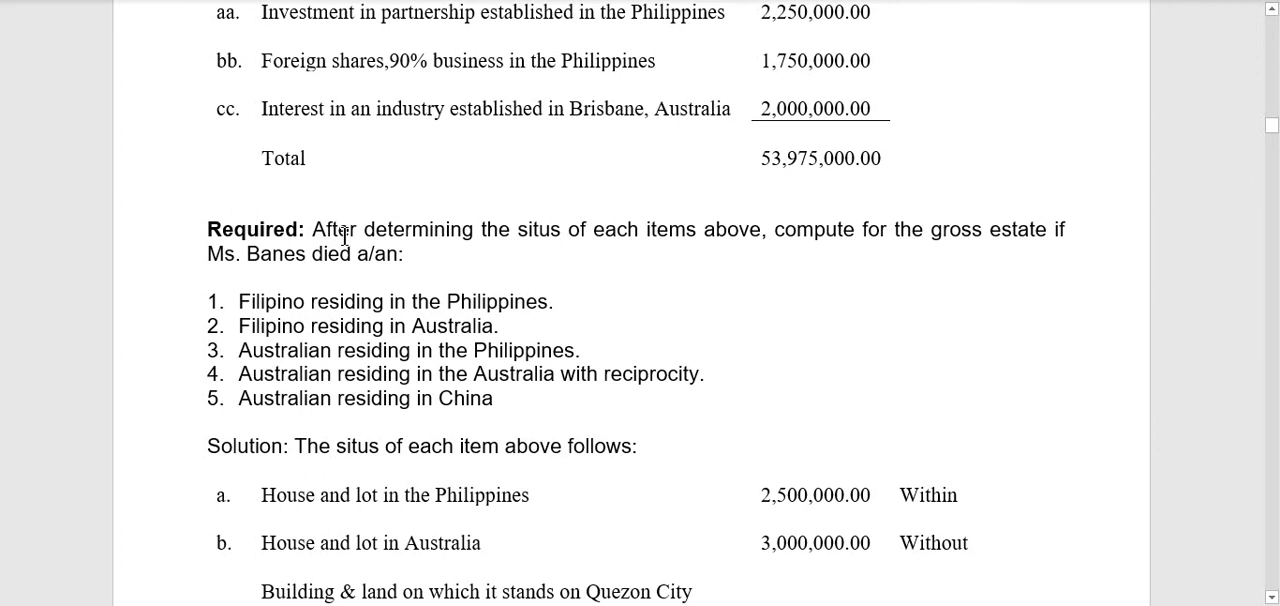 aa. Investment in partnership established in the Philippines 2,250,000.00
bb. Foreign shares,90% business in the Philippines 1,750,000.00
cc. Interest in an industry established in Brisbane, Australia 2,000,000.00
Total 53,975,000.00
Required: After determining the situs of each items above, compute for the gross estate if
Ms. Banes died a/an:
1. Filipino residing in the Philippines.
2. Filipino residing in Australia.
3. Australian residing in the Philippines.
4. Australian residing in the Australia with reciprocity.
5. Australian residing in China
Solution: The situs of each item above follows:
a. House and lot in the Philippines 2,500,000.00 Within
b. House and lot in Australia 3,000,000.00 Without
Building & land on which it stands on Quezon City